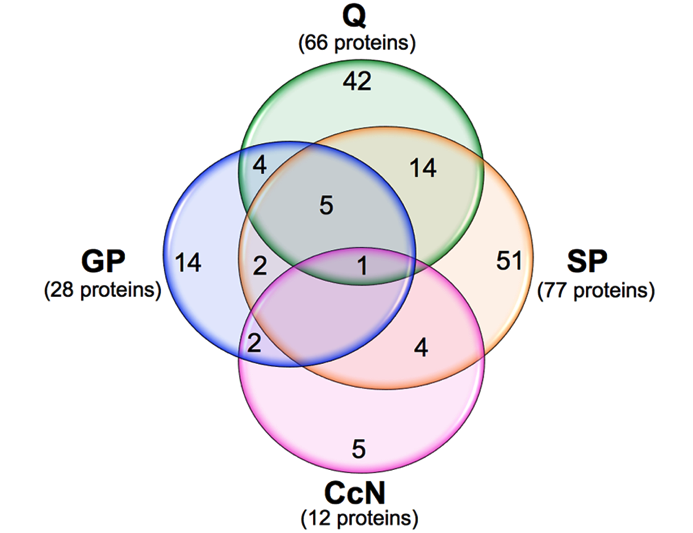 Q
(66 proteins)
42
4
14
5
GP
(28 proteins)
14
2
1
51
SP
(77 proteins)
2
4
5
CcN
(12 proteins)